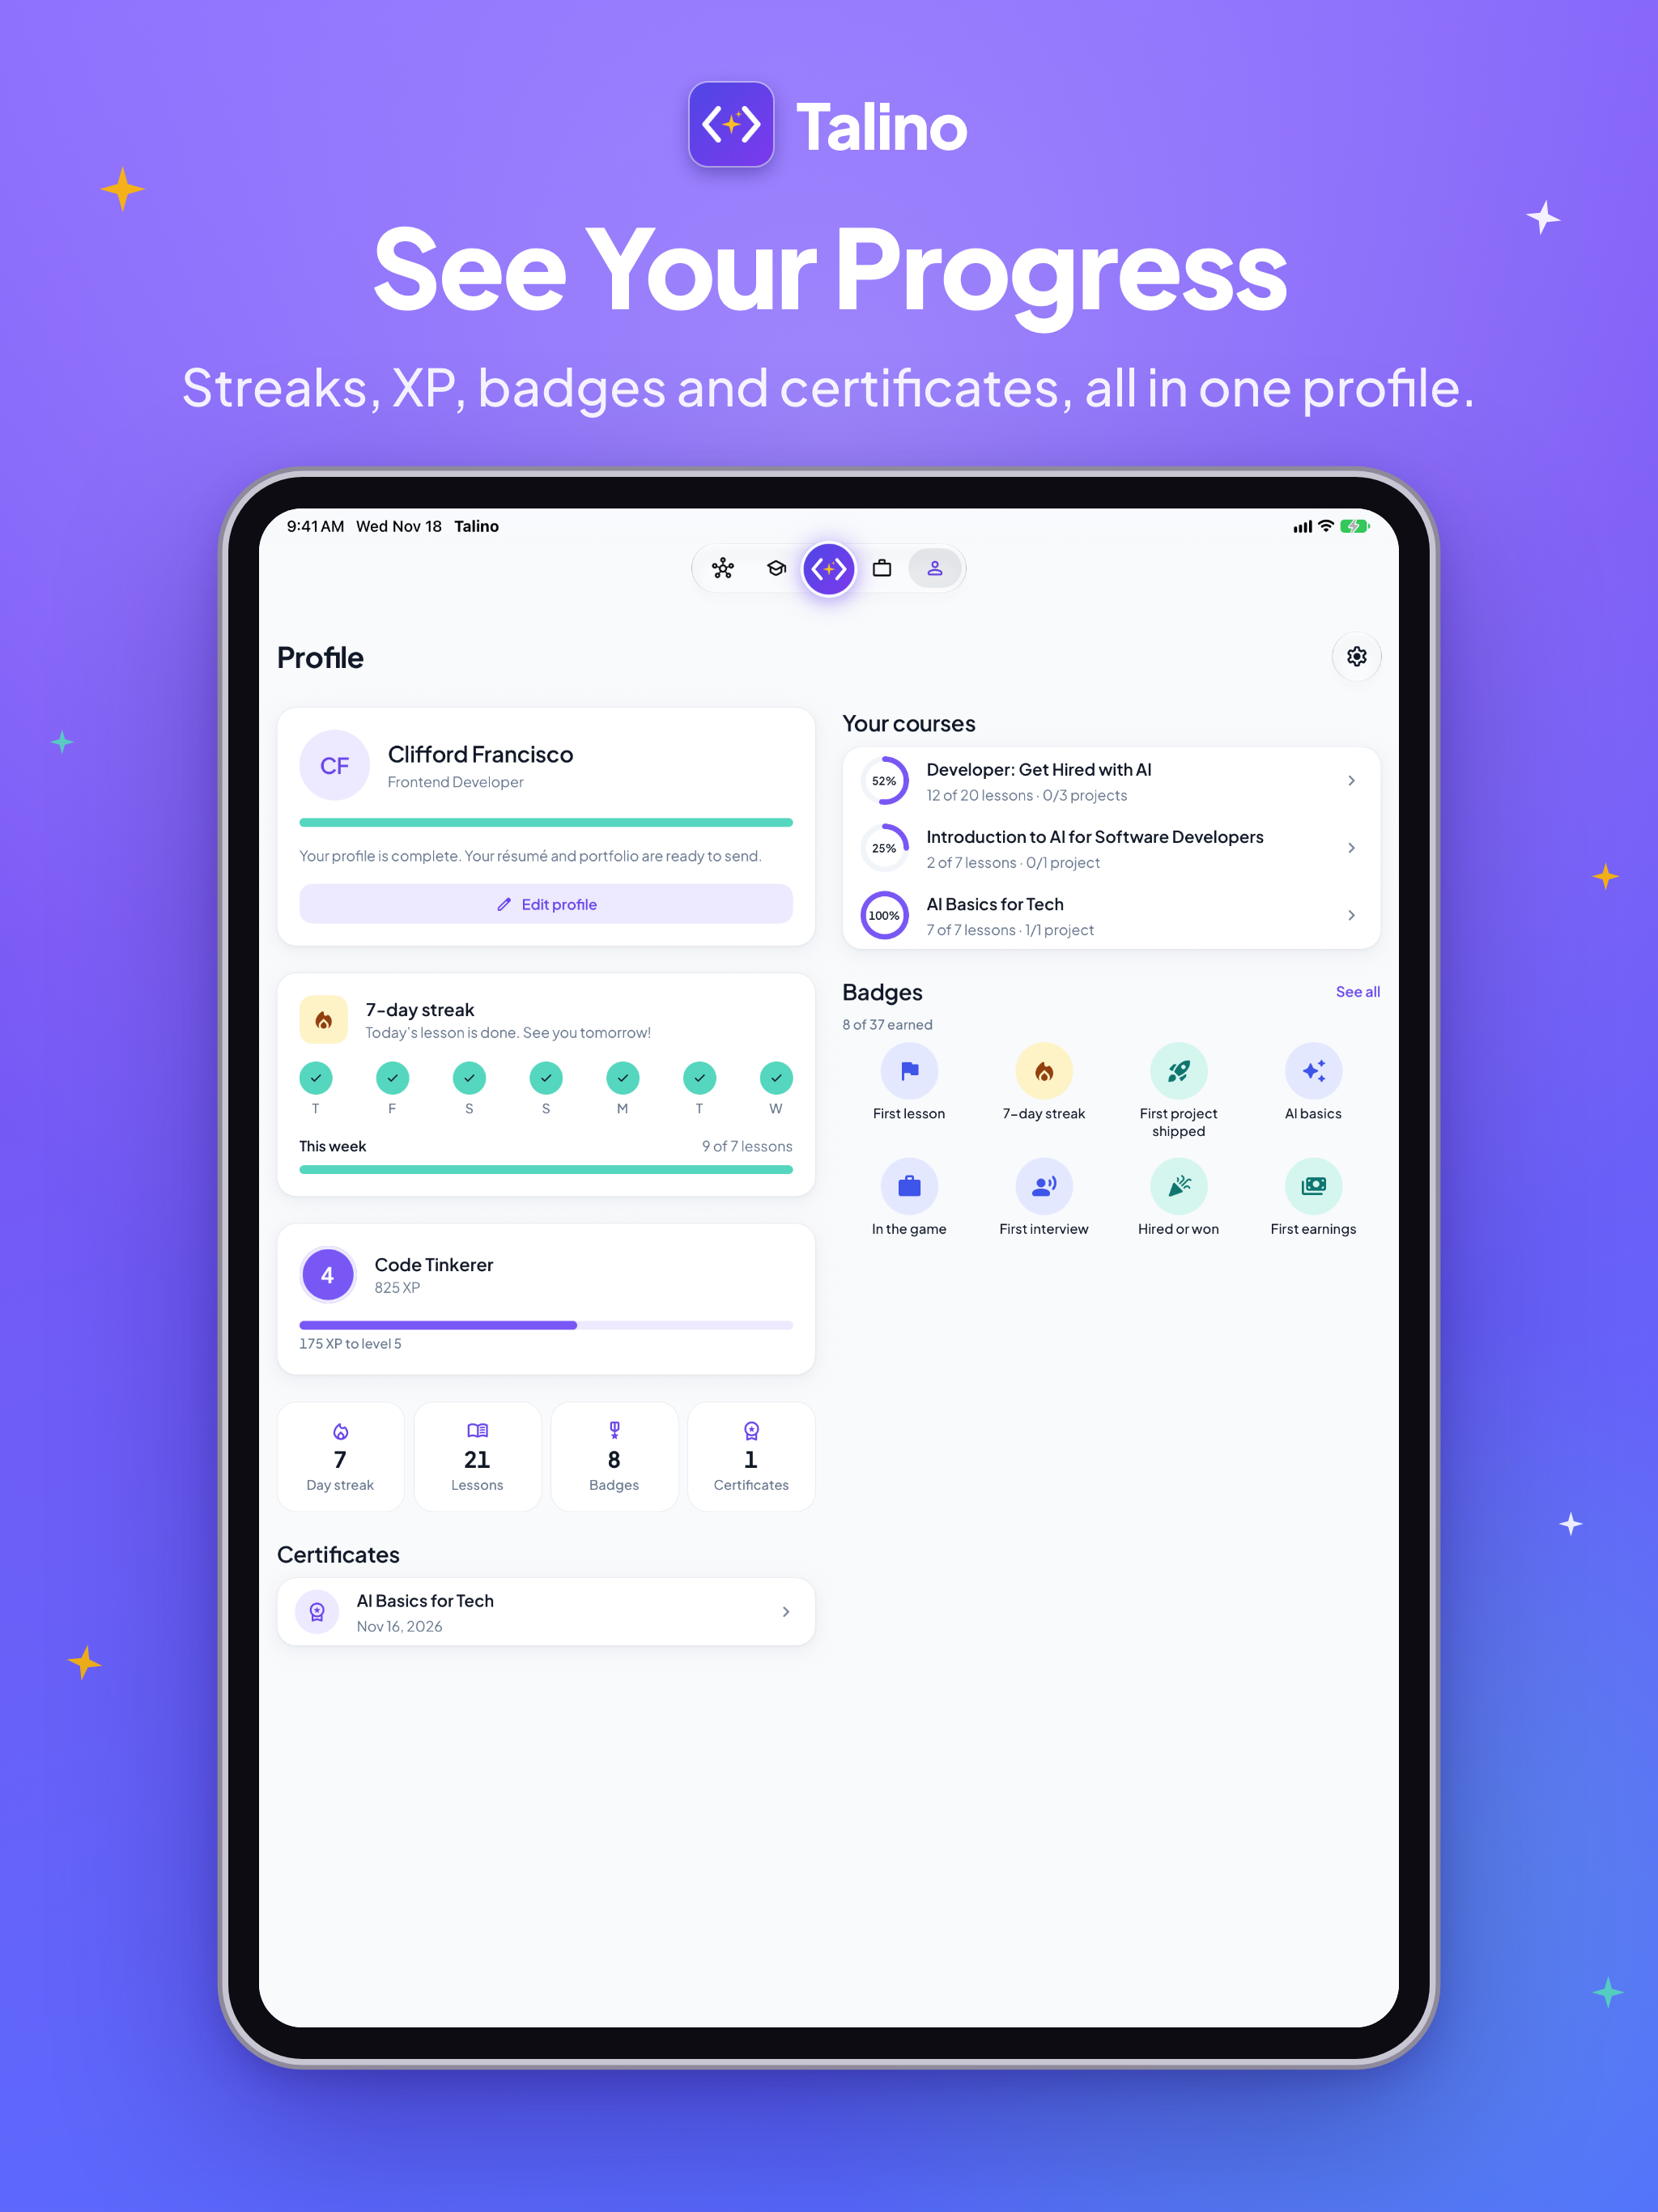 Talino
See Your Progress
Streaks, XP, badges and certificates, all in one profile.
9:41 AM Wed Nov 18 Talino
Profile
CF
Clifford Francisco
Frontend Developer
Your profile is complete. Your résumé and portfolio are ready to send.
Edit profile
7-day streak
Today's lesson is done. See you tomorrow!
T F S S M T W
This week 9 of 7 lessons
4
Code Tinkerer
825 XP
175 XP to level 5
7 21 8 1
Day streak Lessons Badges Certificates
Certificates
AI Basics for Tech
Nov 16, 2026
Your courses
52%
Developer: Get Hired with AI
12 of 20 lessons · 0/3 projects
25%
Introduction to AI for Software Developers
2 of 7 lessons · 0/1 project
100%
AI Basics for Tech
7 of 7 lessons · 1/1 project
Badges See all
8 of 37 earned
First lesson 7-day streak First project AI basics
shipped
In the game First interview Hired or won First earnings